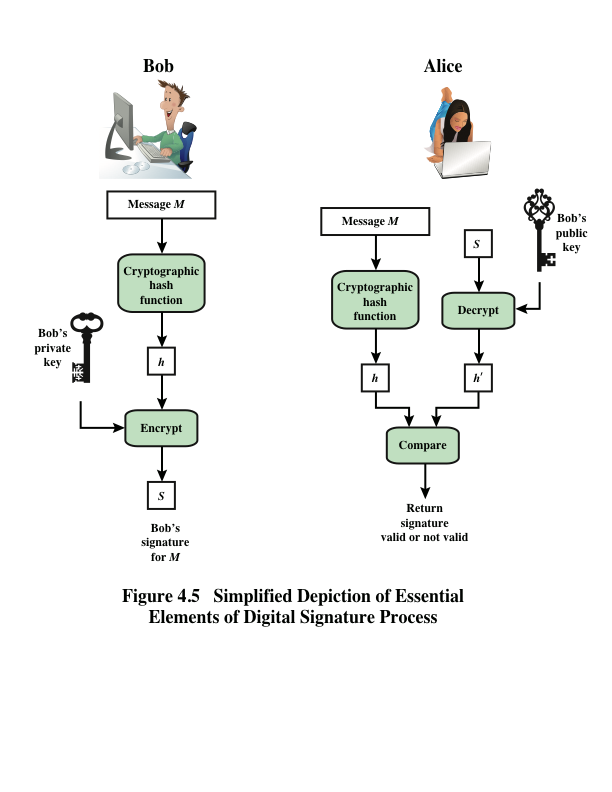 Bob
Alice
Message M
Cryptographic
hash
function
Bob's
private
key
h
Encrypt
S
Bob's
signature
for M
Message M
S
Bob's
public
key
Cryptographic
hash
function
Decrypt
h
h'
Compare
Return
signature
valid or not valid
Figure 4.5 Simplified Depiction of Essential
Elements of Digital Signature Process